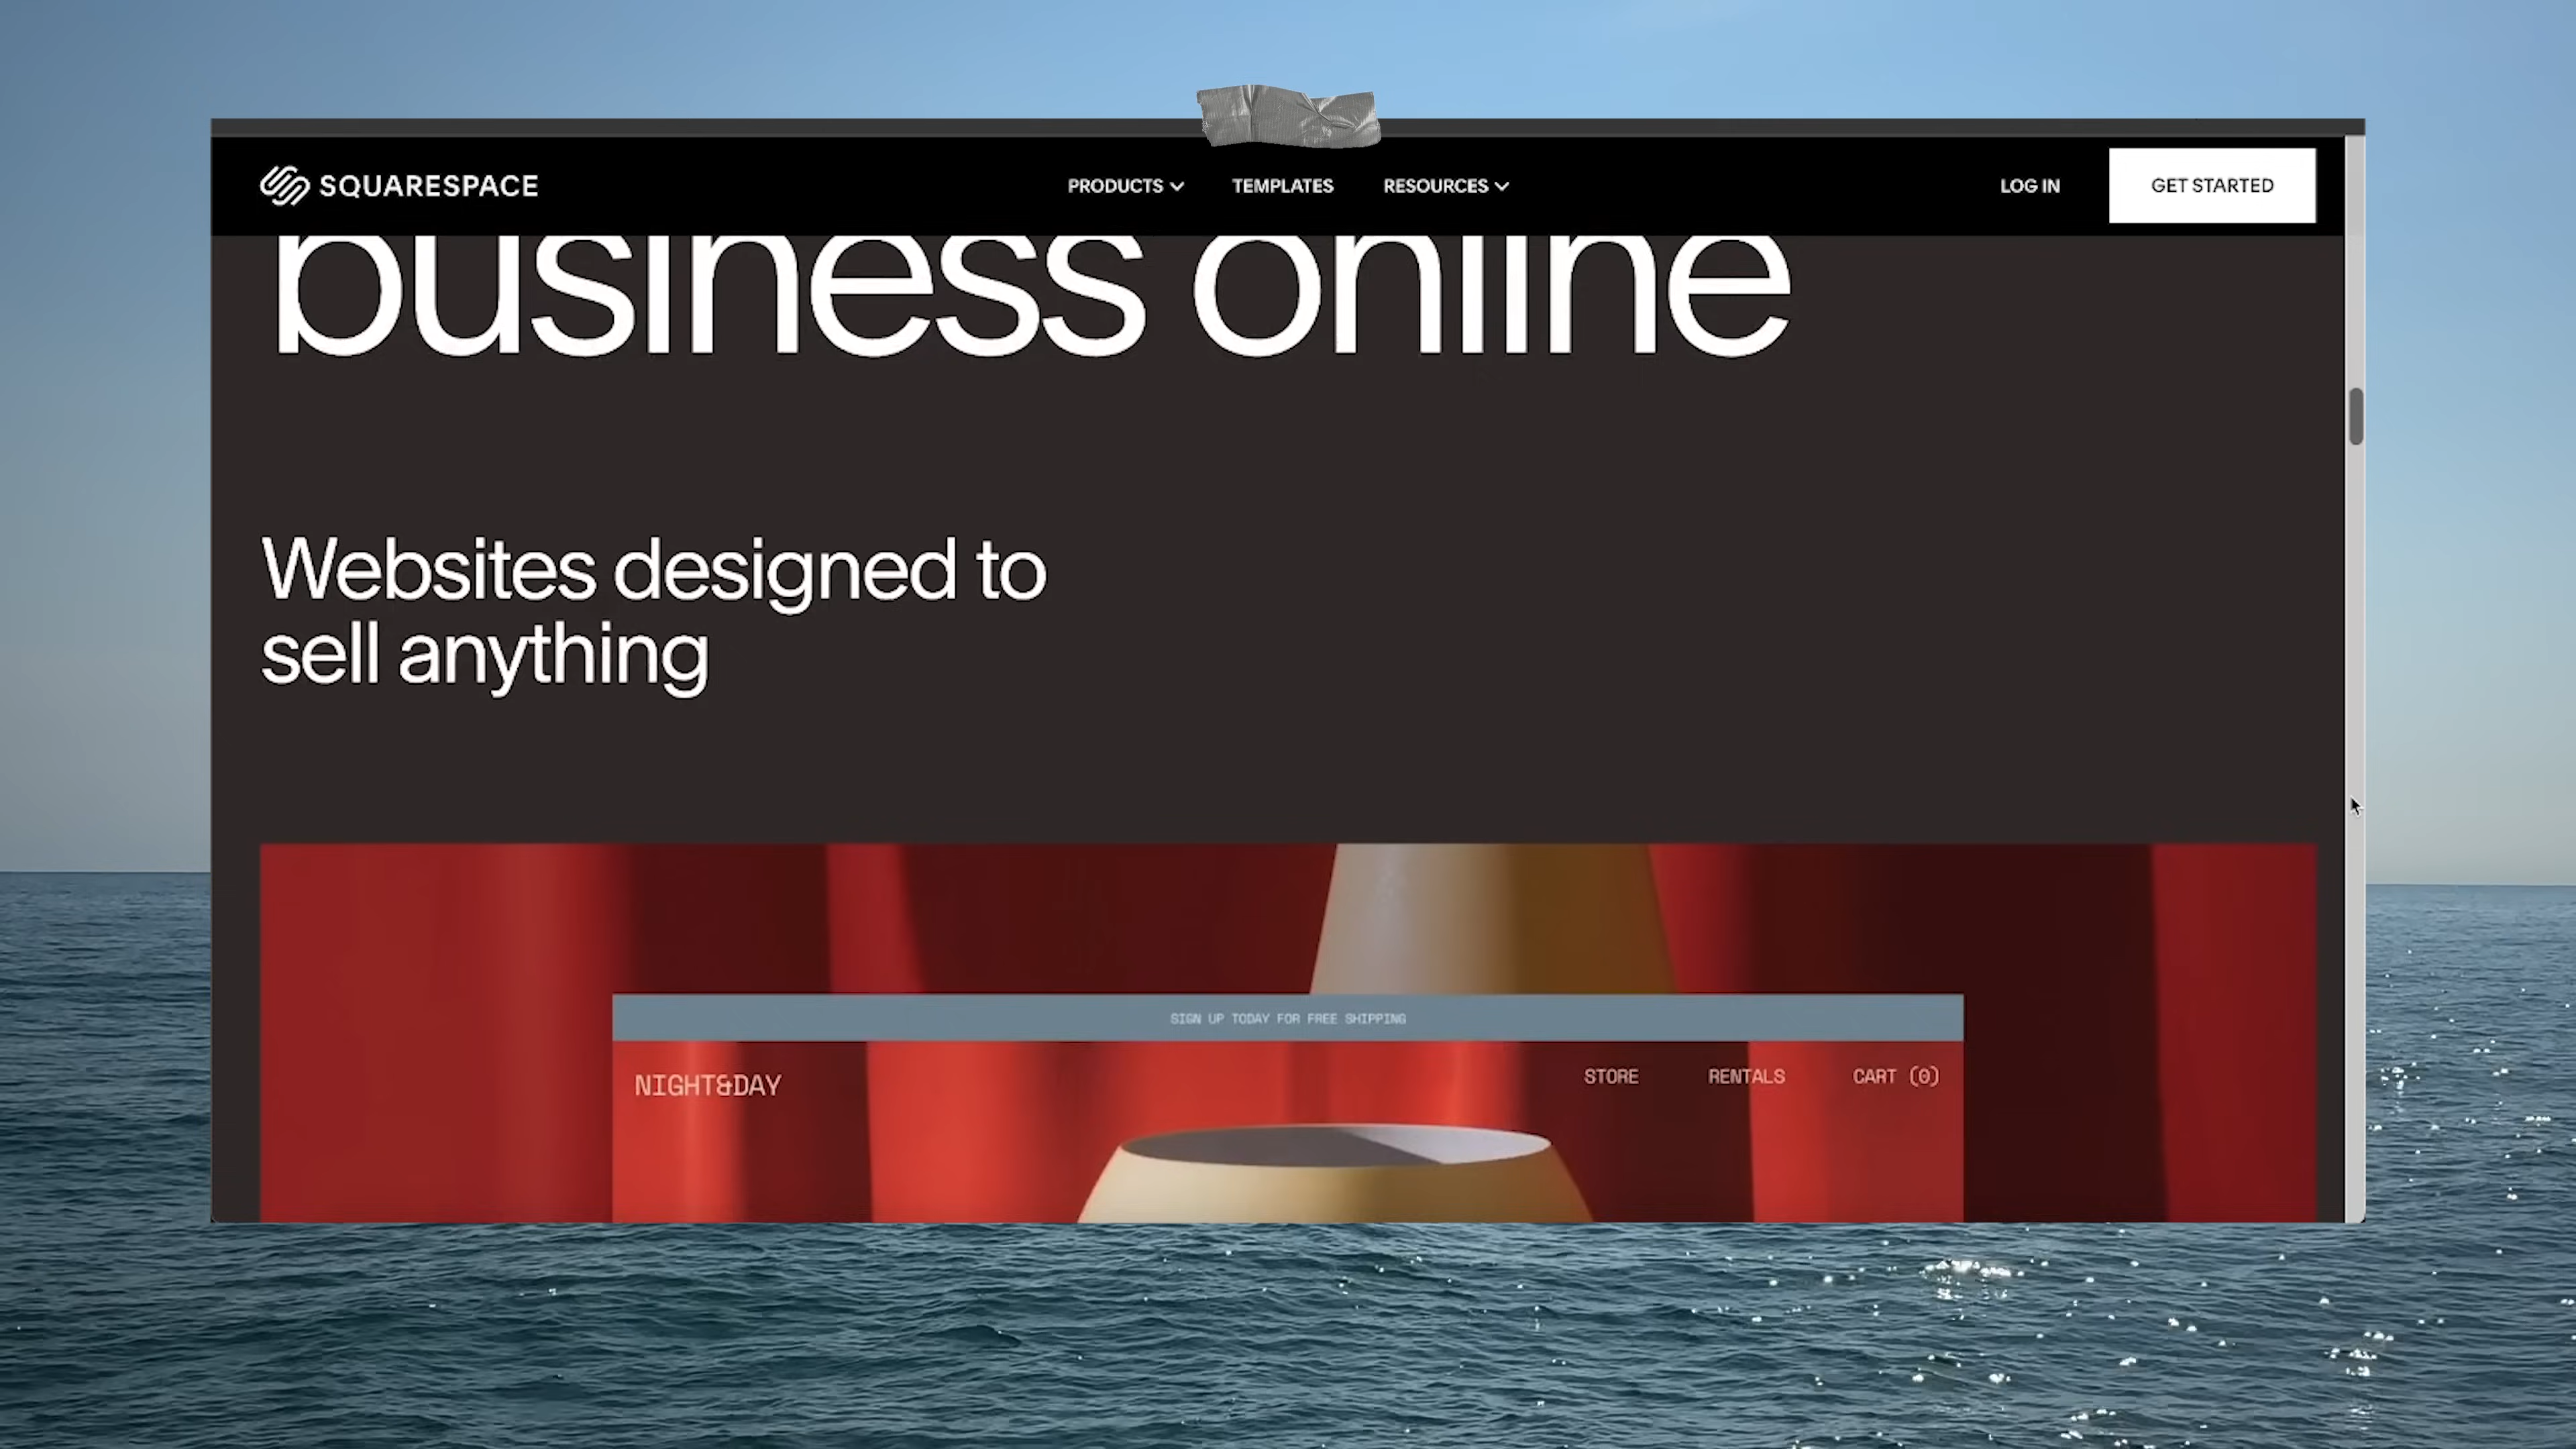 SQUARESPACE
PRODUCTS
TEMPLATES
RESOURCES
LOG IN
GET STARTED
business online
Websites designed to
sell anything
SIGN UP TODAY FOR FREE SHIPPING
NIGHT&DAY
STORE
RENTALS
CART (0)